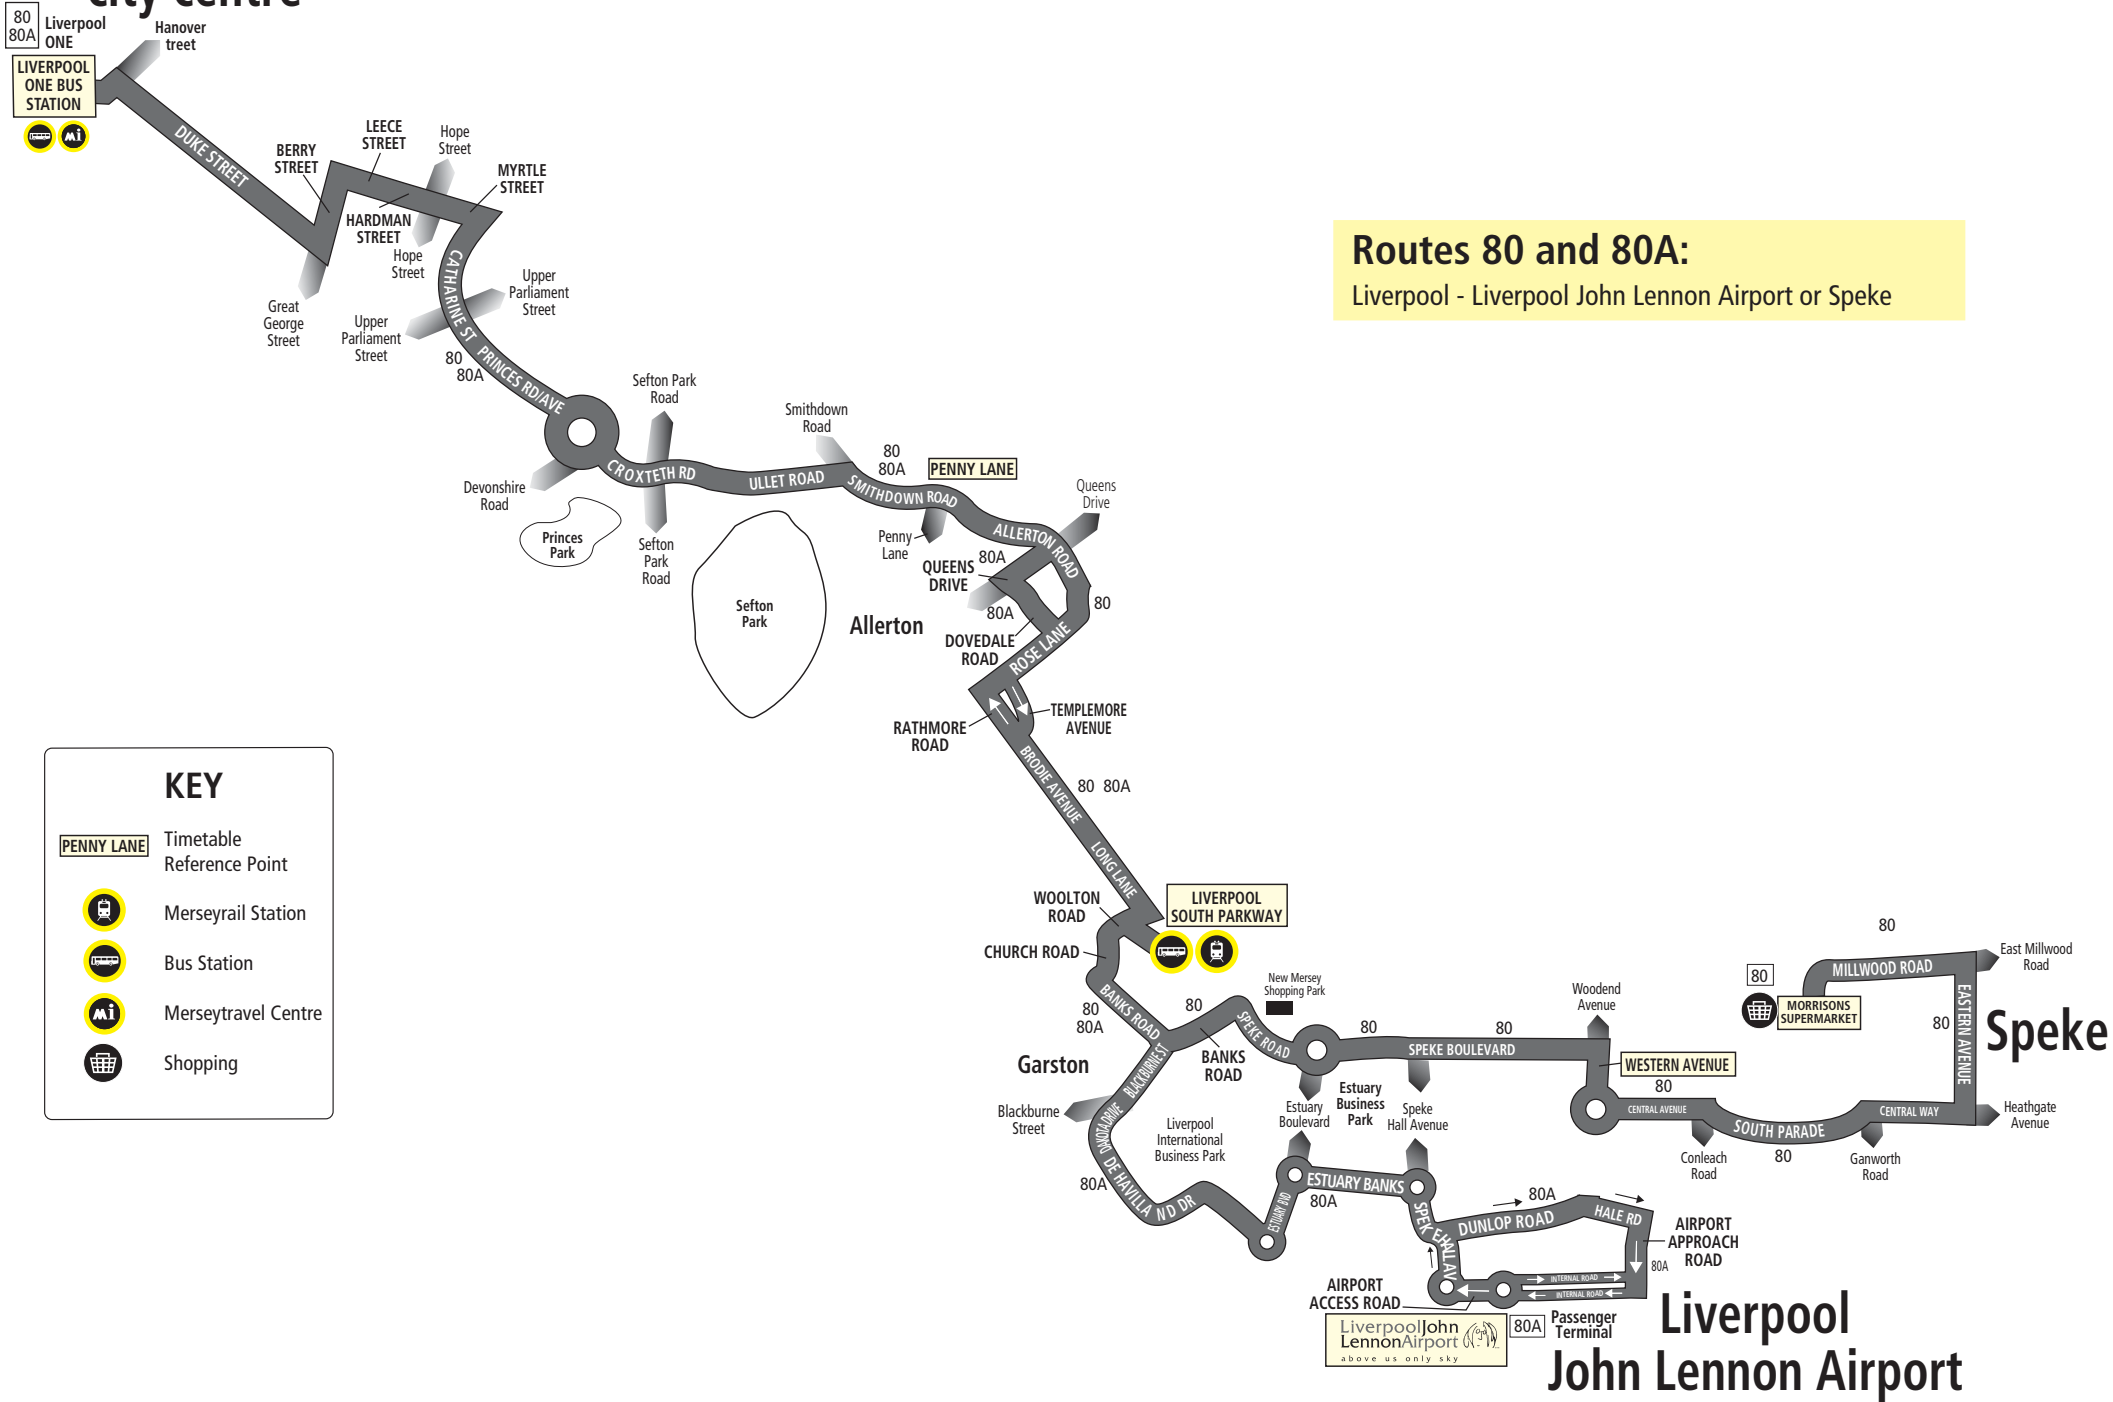 city centre
80
80A
Liverpool
ONE
Hanover
treet
LIVERPOOL
ONE BUS
STATION
Mi
DUKE STREET
BERRY
STREET
LEECE
STREET
Hope
Street
MYRTLE
STREET
HARDMAN
STREET
Hope
Street
Great
George
Street
CATHARINE ST
Upper
Parliament
Street
Upper
Parliament
Street
80
80A
PRINCES RD/AVE
Routes 80 and 80A:
Liverpool - Liverpool John Lennon Airport or Speke
Sefton Park
Road
Devonshire
Road
CROXTETH RD
Princes
Park
Sefton
Park
Road
ULLET ROAD
Smithdown
Road
80
80A
PENNY LANE
SMITHDOWN ROAD
Penny
Lane
Queens
Drive
ALLERTON ROAD
80A
QUEENS
DRIVE
80A
80
Sefton
Park
Allerton
DOVEDALE
ROAD
ROSE LANE
RATHMORE
ROAD
TEMPLEMORE
AVENUE
BRODIE AVENUE
80 80A
LONG LANE
KEY
PENNY LANE
Timetable
Reference Point
Merseyrail Station
Bus Station
Mi
Merseytravel Centre
Shopping
WOOLTON
ROAD
LIVERPOOL
SOUTH PARKWAY
CHURCH ROAD
BANKS ROAD
80
80A
80
BANKS
ROAD
SPEKE ROAD
New Mersey
Shopping Park
80
80
SPEKE BOULEVARD
Woodend
Avenue
WESTERN AVENUE
80
CENTRAL AVENUE
Conleach
Road
SOUTH PARADE
80
Ganworth
Road
CENTRAL WAY
Heathgate
Avenue
EASTERN AVENUE
80
Speke
East Millwood
Road
MILLWOOD ROAD
80
80
MORRISONS
SUPERMARKET
Garston
BLACKBURNE ST
Blackburne
Street
DAKOTA DRIVE
80A
DE HAVILLAND DR
Liverpool
International
Business Park
Estuary
Boulevard
Estuary
Business
Park
Speke
Hall Avenue
ESTUARY BVD
ESTUARY BANKS
80A
SPEKE HALL AV
DUNLOP ROAD
80A
HALE RD
AIRPORT
APPROACH
ROAD
80A
INTERNAL ROAD
INTERNAL ROAD
AIRPORT
ACCESS ROAD
LiverpoolJohn
LennonAirport
above us only sky
80A
Passenger
Terminal
Liverpool
John Lennon Airport